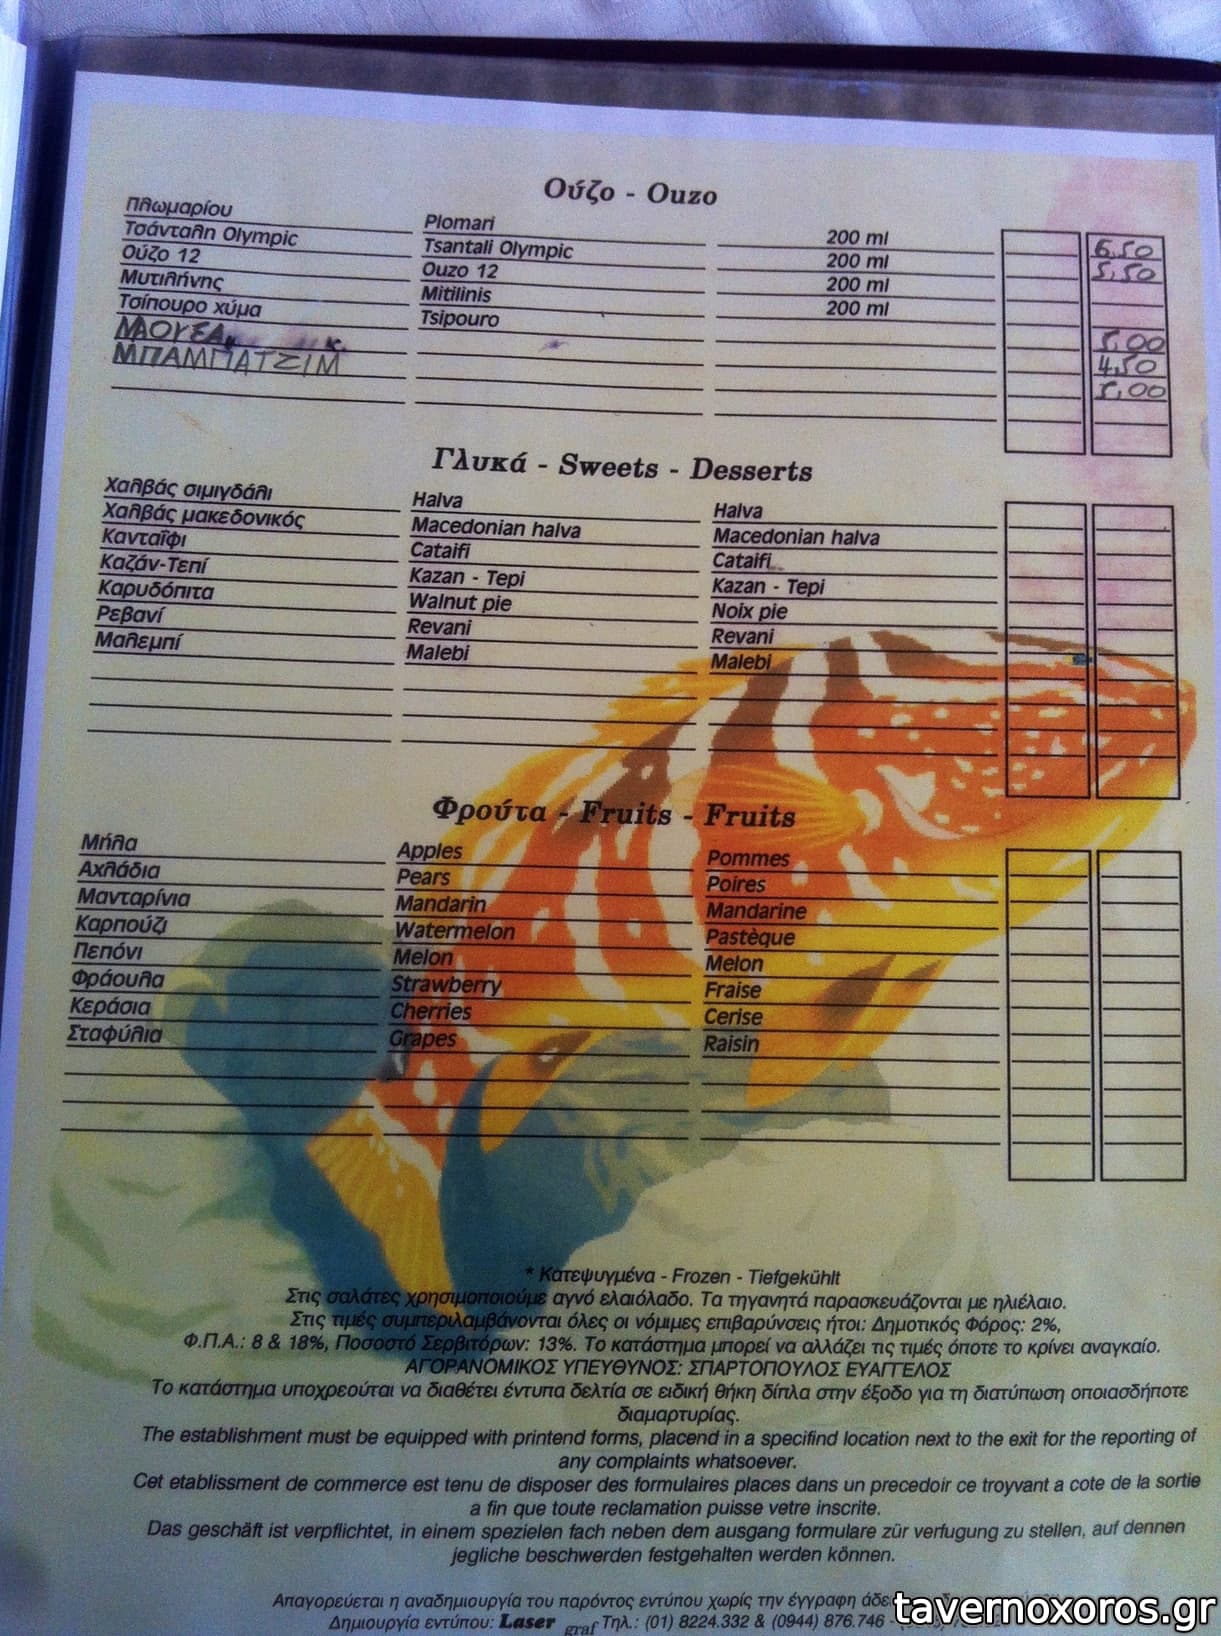 Ούζο - Ouzo
Πλωμαρίου Plomari 200 ml 6.50
Τσάνταλη Olympic Tsantali Olympic 200 ml 5,50
Ούζο 12 Ouzo 12 200 ml
Μυτιλήνης Mitilinis 200 ml
Τσίπουρο χύμα Tsipouro 5,00
4,50
ΜΠΑΜΠΑΤΖΙΜ 5,00
Γλυκά - Sweets - Desserts
Χαλβάς σιμιγδάλι Halva Halva
Χαλβάς μακεδονικός Macedonian halva Macedonian halva
Κανταΐφι Cataifi Cataifi
Καζάν-Τεπί Kazan - Tepi Kazan - Tepi
Καρυδόπιτα Walnut pie Noix pie
Ρεβανί Revani Revani
Μαλεμπί Malebi Malebi
Φρούτα - Fruits - Fruits
Μήλα Apples Pommes
Αχλάδια Pears Poires
Μανταρίνια Mandarin Mandarine
Καρπούζι Watermelon Pastèque
Πεπόνι Melon Melon
Φράουλα Strawberry Fraise
Κεράσια Cherries Cerise
Σταφύλια Grapes Raisin
* Κατεψυγμένα - Frozen - Tiefgekühlt
Στις σαλάτες χρησιμοποιούμε αγνό ελαιόλαδο. Τα τηγανητά παρασκευάζονται με ηλιέλαιο.
Στις τιμές συμπεριλαμβάνονται όλες οι νόμιμες επιβαρύνσεις ήτοι: Δημοτικός Φόρος: 2%,
Φ.Π.Α.: 8 & 18%, Ποσοστό Σερβιτόρων: 13%. Το κατάστημα μπορεί να αλλάζει τις τιμές όποτε το κρίνει αναγκαίο.
ΑΓΟΡΑΝΟΜΙΚΟΣ ΥΠΕΥΘΥΝΟΣ: ΣΠΑΡΤΟΠΟΥΛΟΣ ΕΥΑΓΓΕΛΟΣ
Το κατάστημα υποχρεούται να διαθέτει έντυπα δελτία σε ειδική θήκη δίπλα στην έξοδο για τη διατύπωση οποιασδήποτε
διαμαρτυρίας.
The establishment must be equipped with printend forms, placend in a specifind location next to the exit for the reporting of
any complaints whatsoever.
Cet etablissment de commerce est tenu de disposer des formulaires places dans un precedoir ce troyvant a cote de la sortie
a fin que toute reclamation puisse vetre inscrite.
Das geschäft ist verpflichtet, in einem spezielen fach neben dem ausgang formulare zür verfugung zu stellen, auf dennen
jegliche beschwerden festgehalten werden können.
Απαγορεύεται η αναδημιουργία του παρόντος εντύπου χωρίς την έγγραφη
Δημιουργία εντύπου: Laser graf Τηλ.: (01) 8224.332 & (0944) 876.746 -
tavernoxoros.gr